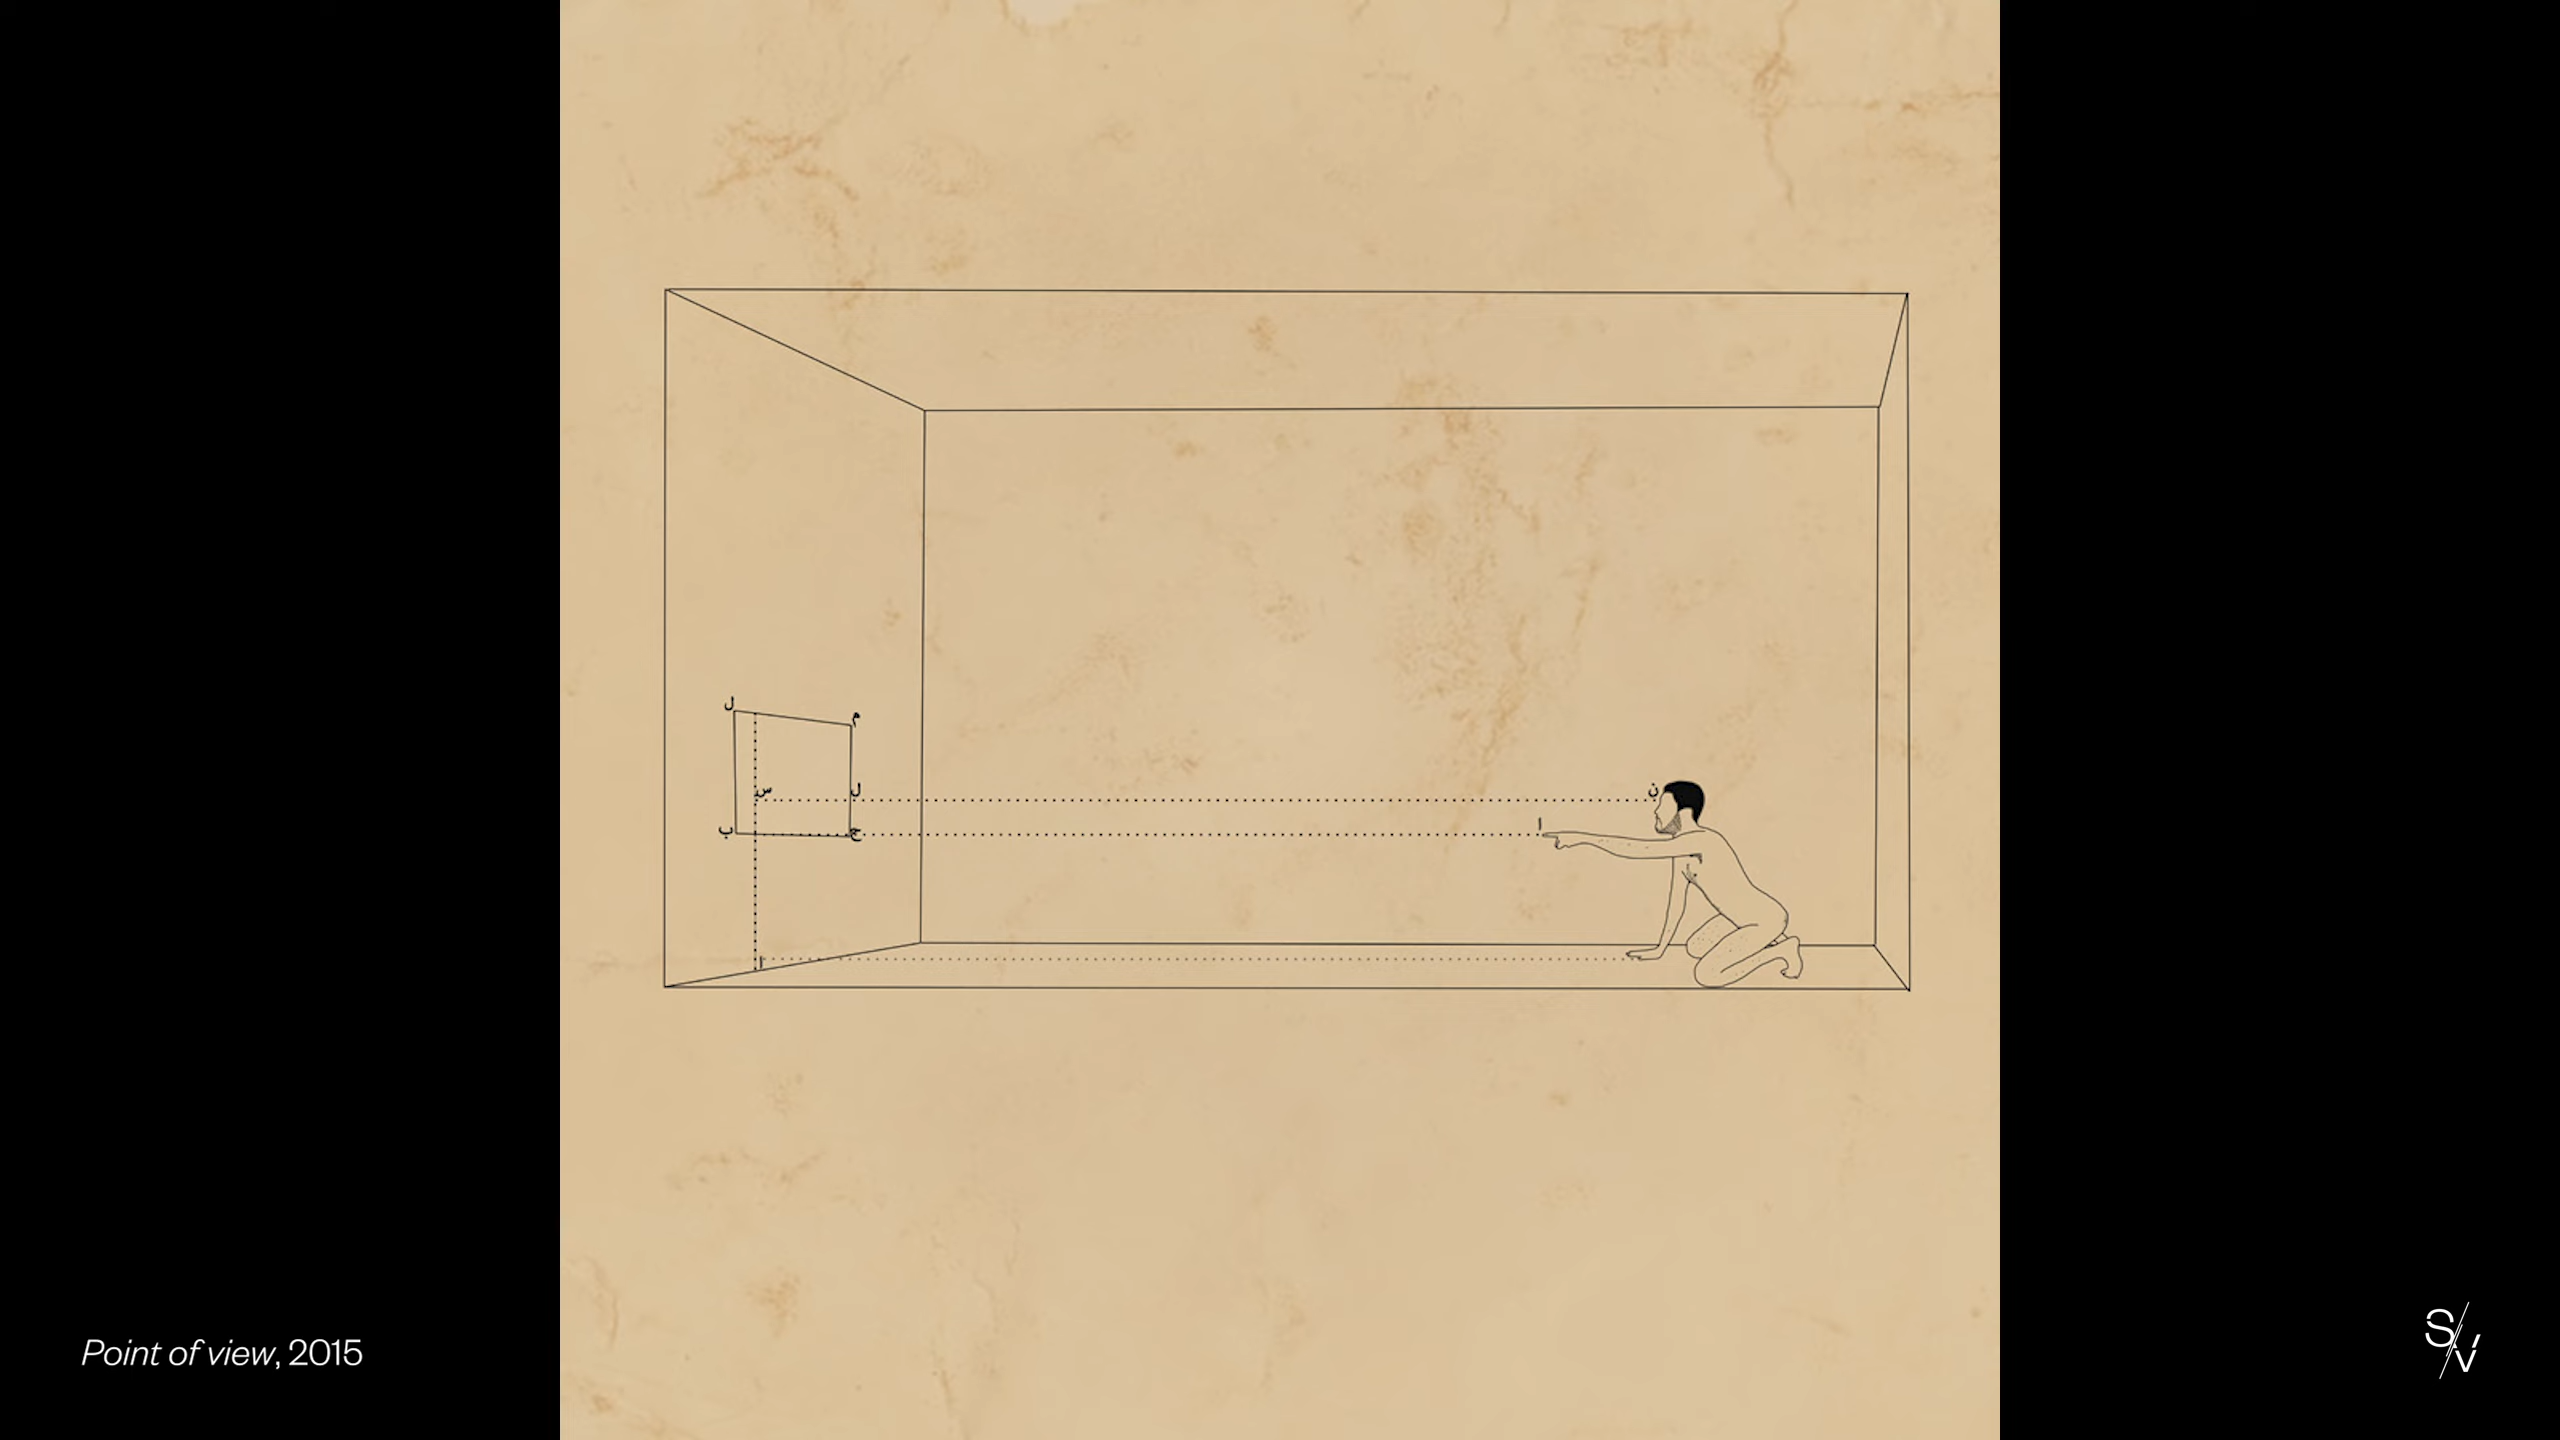 ل
م
س
ل
ن
ب
ج
ا
ا
Point of view, 2015
S/V